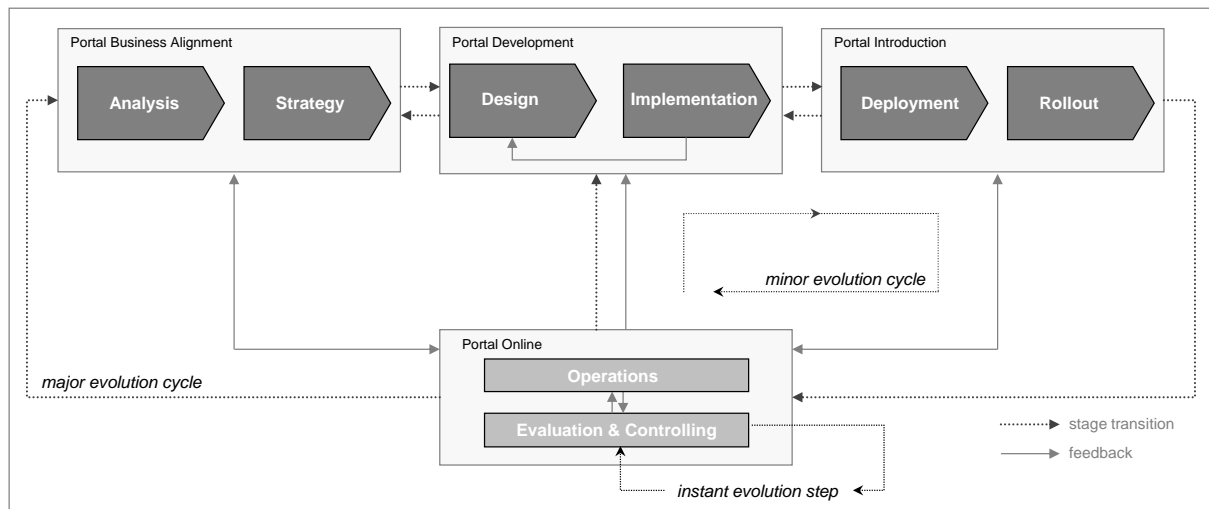 Portal Business Alignment
Analysis
Strategy
Portal Development
Design
Implementation
Portal Introduction
Deployment
Rollout
minor evolution cycle
Portal Online
Operations
major evolution cycle
Evaluation & Controlling
instant evolution step
stage transition
feedback